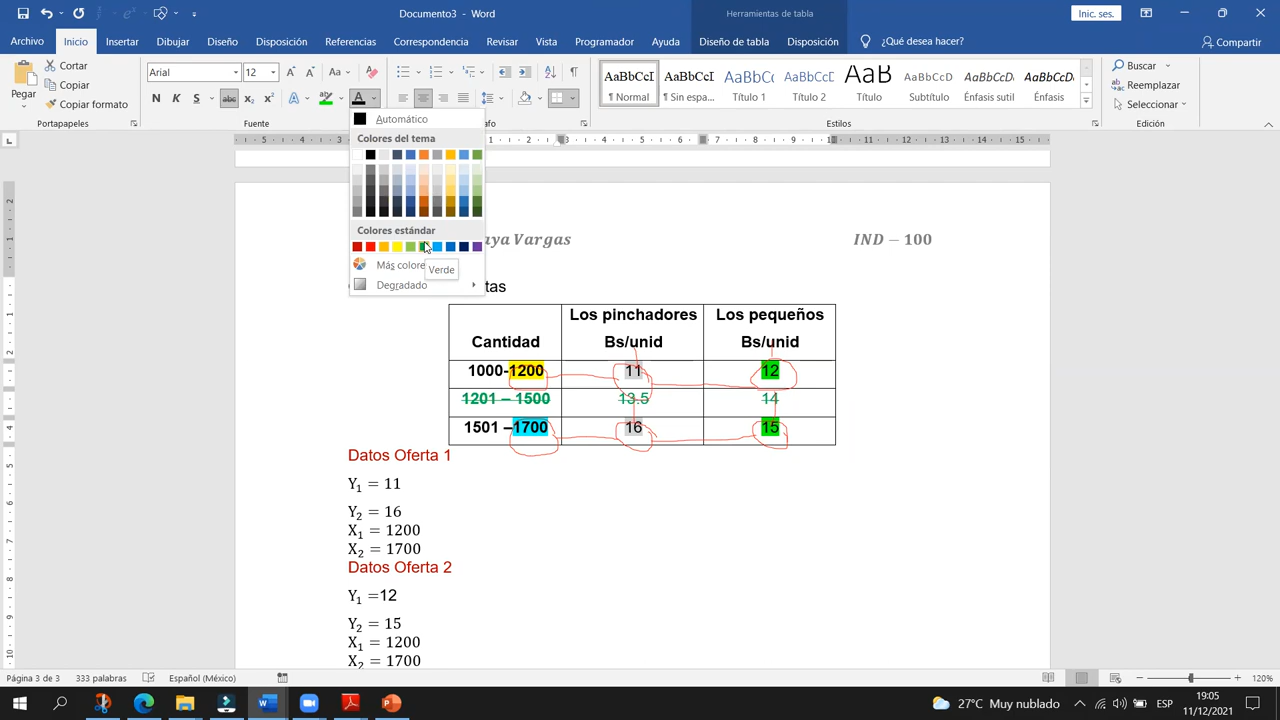 Documento3 - Word
Herramientas de tabla
Inic. ses.
Archivo Inicio Insertar Dibujar Diseño Disposición Referencias Correspondencia Revisar Vista Programador Ayuda Diseño de tabla Disposición ¿Qué desea hacer? Compartir
Pegar
Cortar
Copiar
Copiar formato
Portapapeles
Arial 12
Aa
N K S abc x₂ x²
AaBbCcI AaBbCcI AaBbCc AaBbCcI AaB AaBbCcD AaBbCcD AaBbCcD
¶ Normal ¶ Sin espa... Título 1 Título 2 Título Subtítulo Énfasis sutil Énfasis
Estilos
Buscar
Reemplazar
Seleccionar
Edición
Automático
Colores del tema
Colores estándar
Más colore
Verde
Degradado
aya Vargas
IND − 100
tas
Cantidad Los pinchadores Bs/unid Los pequeños Bs/unid
1000-1200 11 12
1201 – 1500 13.5 14
1501 –1700 16 15
Datos Oferta 1
Y₁ = 11
Y₂ = 16
X₁ = 1200
X₂ = 1700
Datos Oferta 2
Y₁ =12
Y₂ = 15
X₁ = 1200
X₂ = 1700
Página 3 de 3 333 palabras Español (México) 120%
27°C Muy nublado ESP 19:05
11/12/2021